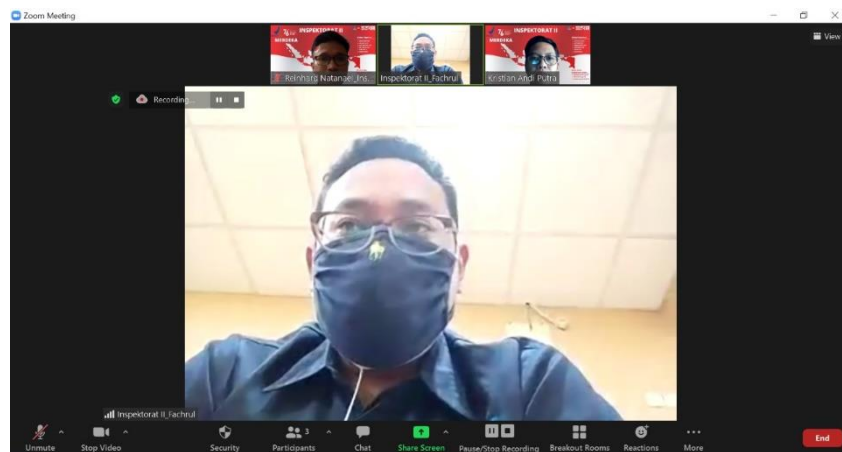 Zoom Meeting
INSPEKTORAT II
MERDEKA
INSPEKTORAT II
MERDEKA
Reinhard Natanael_Ins...
Inspektorat II_Fachrul
Kristian Andi Putra
View
Recording...
Inspektorat II_Fachrul
3
Unmute
Stop Video
Security
Participants
Chat
Share Screen
Pause/Stop Recording
Breakout Rooms
Reactions
More
End